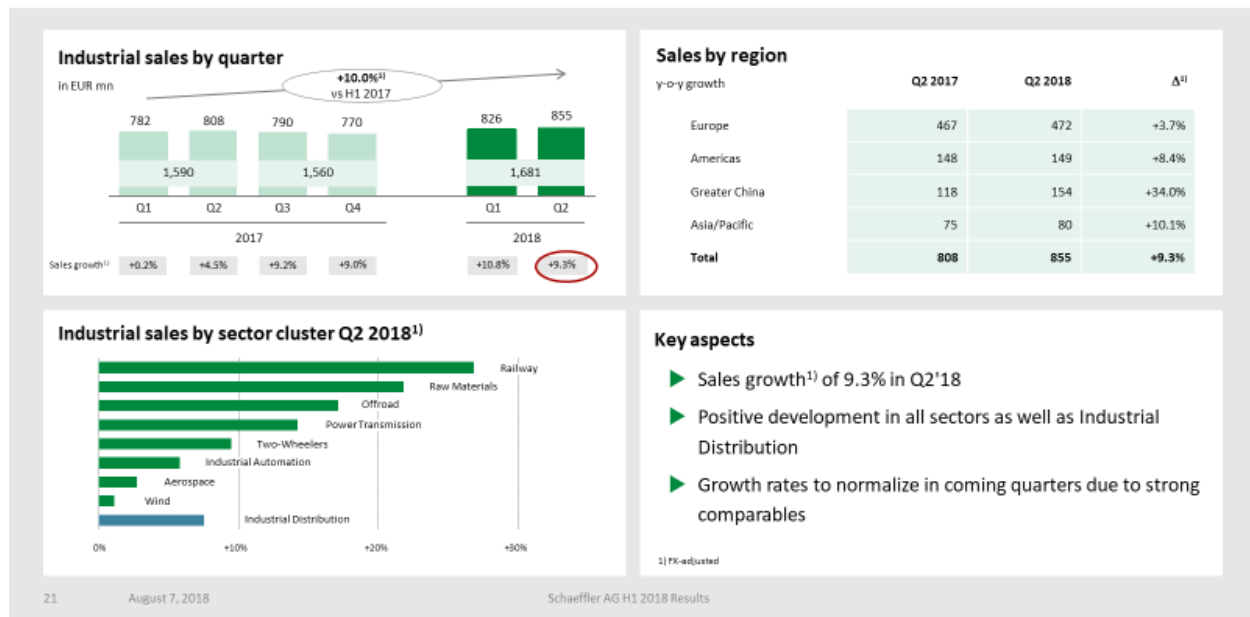 Industrial sales by quarter
in EUR mn
+10.0%1)
vs H1 2017
782 808 790 770 826 855
1,590 1,560 1,681
Q1 Q2 Q3 Q4 Q1 Q2
2017 2018
Sales growth1) +0.2% +4.5% +9.2% +9.0% +10.8% +9.3%
Sales by region
y-o-y growth Q2 2017 Q2 2018 Δ1)
Europe 467 472 +3.7%
Americas 148 149 +8.4%
Greater China 118 154 +34.0%
Asia/Pacific 75 80 +10.1%
Total 808 855 +9.3%
Industrial sales by sector cluster Q2 20181)
Railway
Raw Materials
Offroad
Power Transmission
Two-Wheelers
Industrial Automation
Aerospace
Wind
Industrial Distribution
0% +10% +20% +30%
Key aspects
Sales growth1) of 9.3% in Q2'18
Positive development in all sectors as well as Industrial
Distribution
Growth rates to normalize in coming quarters due to strong
comparables
1) FX-adjusted
21 August 7, 2018 Schaeffler AG H1 2018 Results